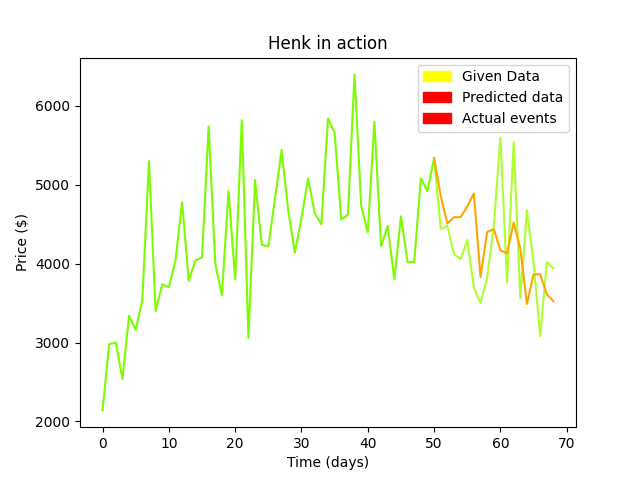 Henk in action
Given Data
Predicted data
Actual events
6000
5000
4000
3000
2000
Price ($)
0 10 20 30 40 50 60 70
Time (days)